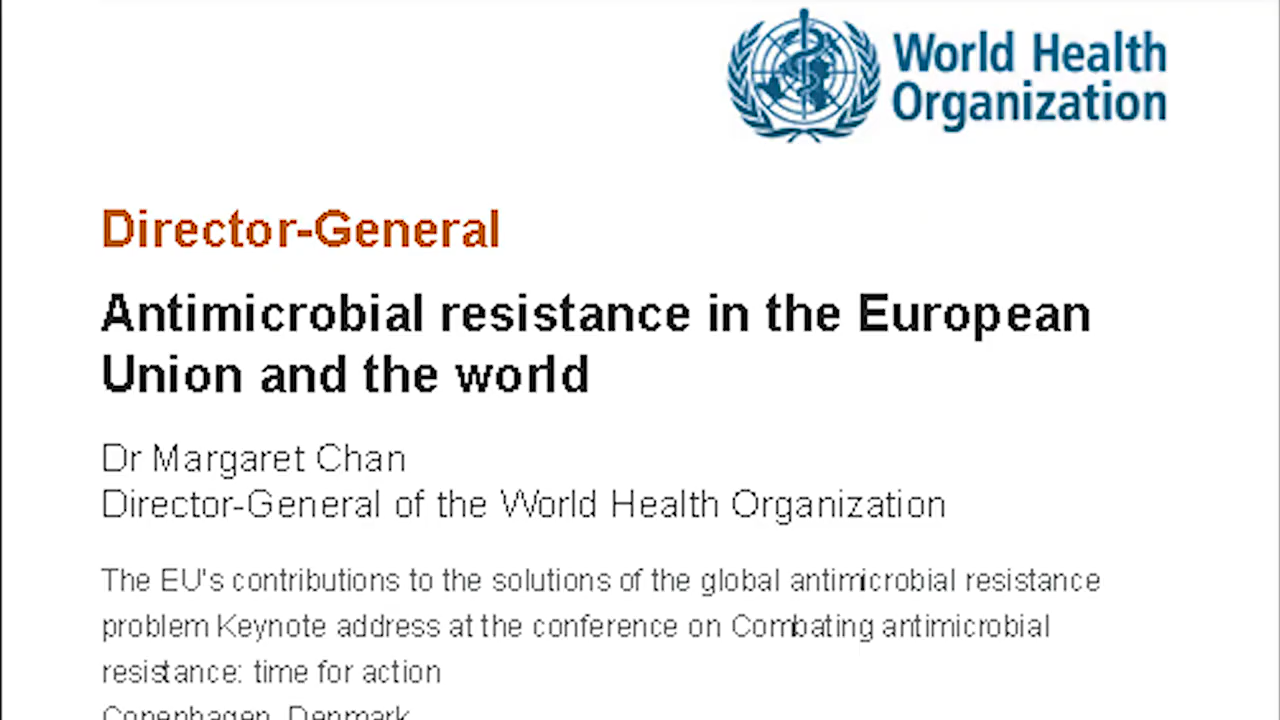 World Health
Organization
Director-General
Antimicrobial resistance in the European
Union and the world
Dr Margaret Chan
Director-General of the World Health Organization
The EU's contributions to the solutions of the global antimicrobial resistance
problem Keynote address at the conference on Combating antimicrobial
resistance: time for action
Copenhagen, Denmark